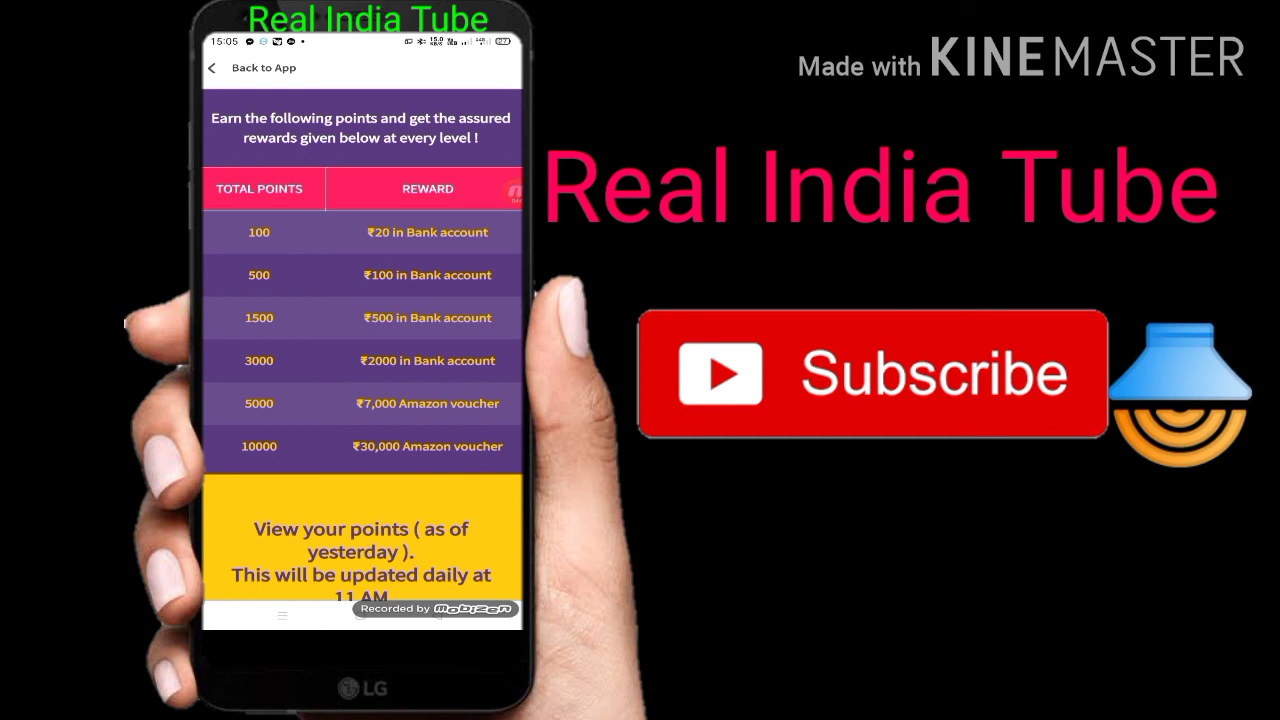 Real India Tube
15:05
27
Back to App
Earn the following points and get the assured
rewards given below at every level !
TOTAL POINTS REWARD
100 ₹20 in Bank account
500 ₹100 in Bank account
1500 ₹500 in Bank account
3000 ₹2000 in Bank account
5000 ₹7,000 Amazon voucher
10000 ₹30,000 Amazon voucher
View your points ( as of
yesterday ).
This will be updated daily at
11 AM
Recorded by Mobizen
LG
Made with KINEMASTER
Real India Tube
Subscribe